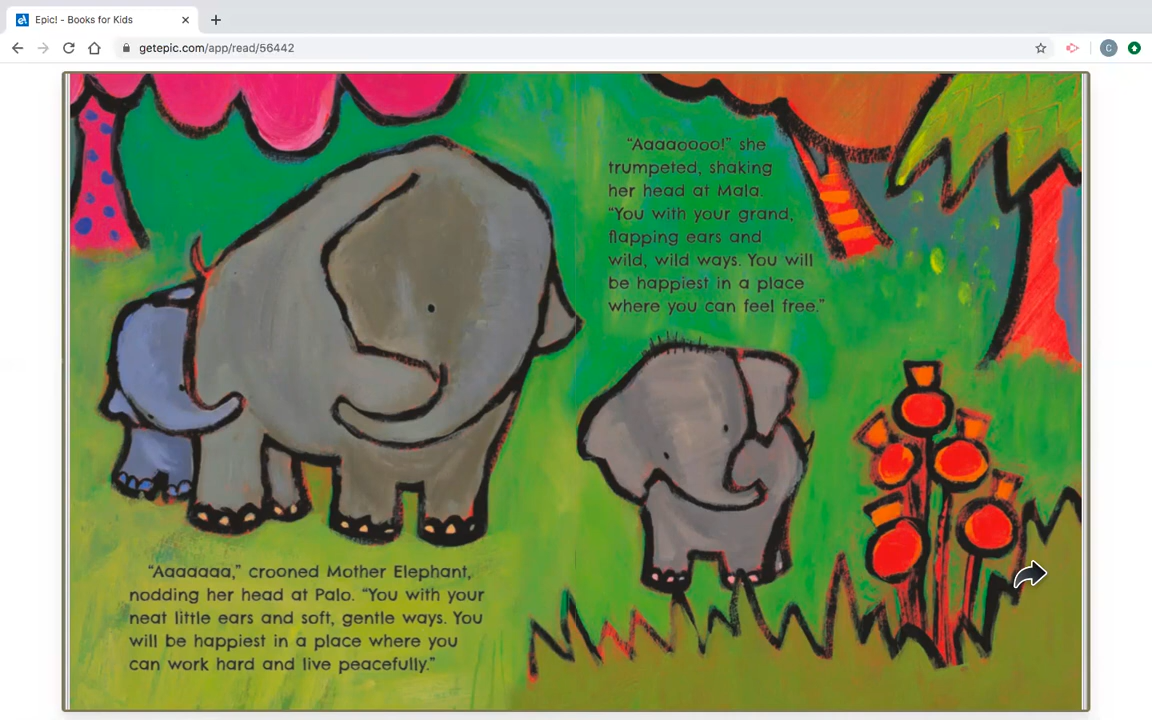 Epic! - Books for Kids
getepic.com/app/read/56442
C
“Aaaaaaa,” crooned Mother Elephant,
nodding her head at Palo. “You with your
neat little ears and soft, gentle ways. You
will be happiest in a place where you
can work hard and live peacefully.”
“Aaaaoooo!” she
trumpeted, shaking
her head at Mala.
“You with your grand,
flapping ears and
wild, wild ways. You will
be happiest in a place
where you can feel free.”